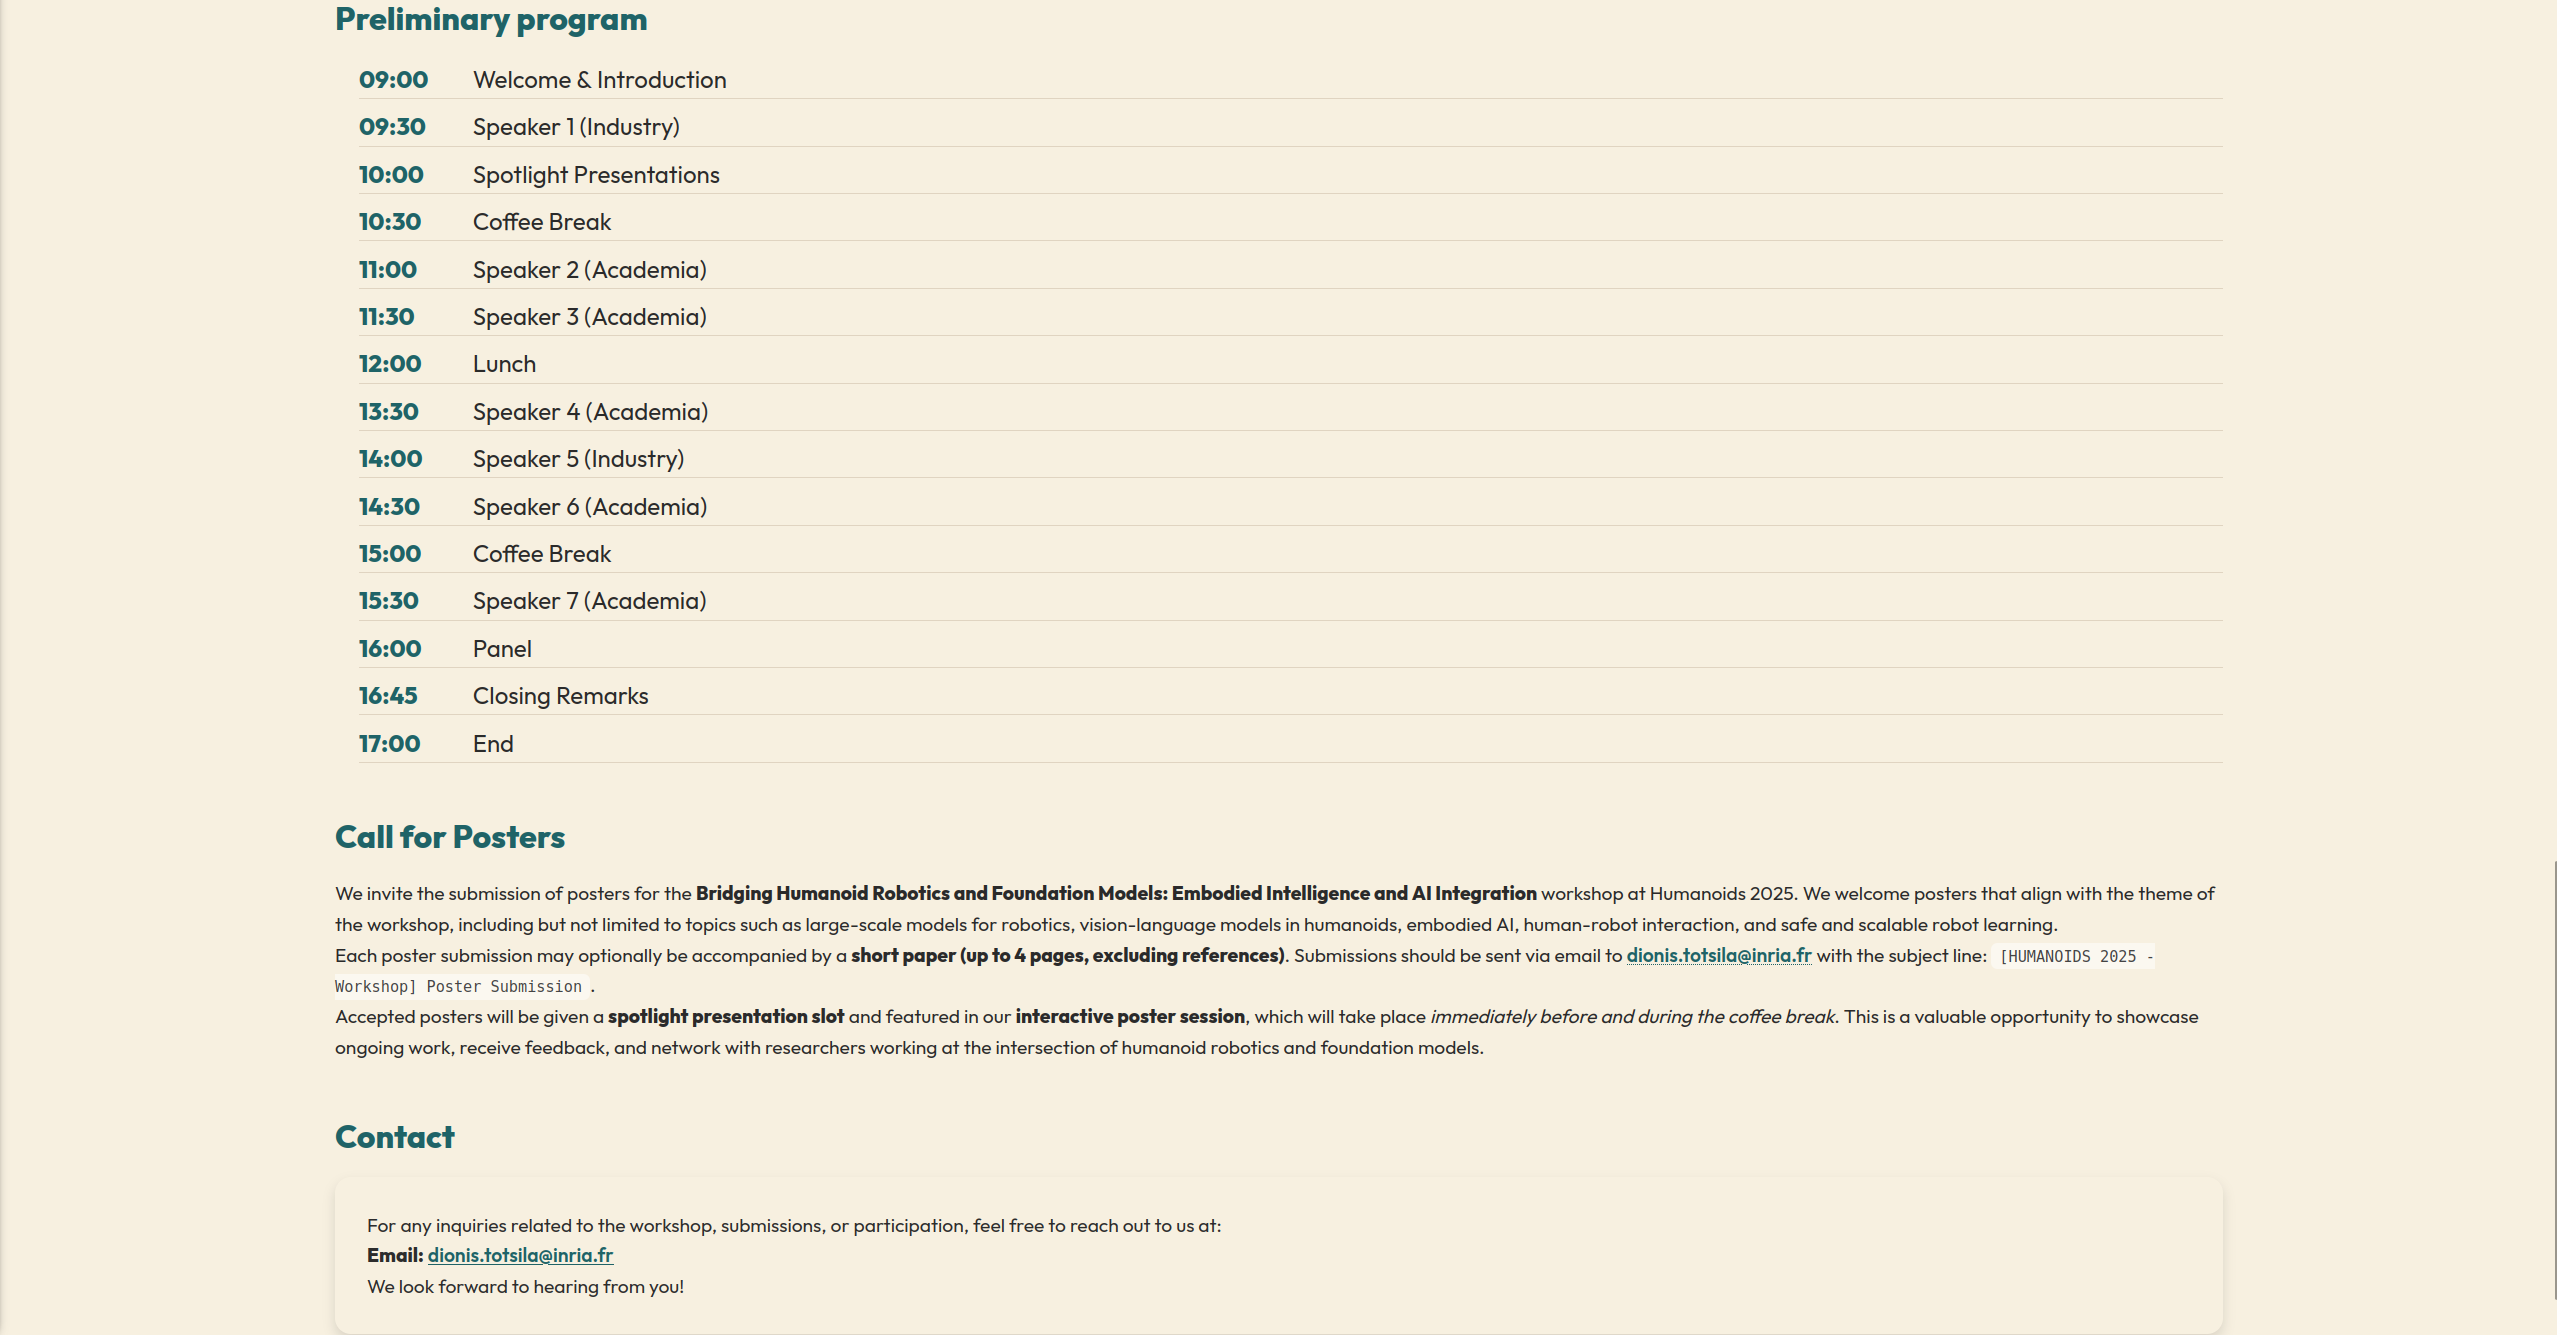 Preliminary program
09:00 Welcome & Introduction
09:30 Speaker 1 (Industry)
10:00 Spotlight Presentations
10:30 Coffee Break
11:00 Speaker 2 (Academia)
11:30 Speaker 3 (Academia)
12:00 Lunch
13:30 Speaker 4 (Academia)
14:00 Speaker 5 (Industry)
14:30 Speaker 6 (Academia)
15:00 Coffee Break
15:30 Speaker 7 (Academia)
16:00 Panel
16:45 Closing Remarks
17:00 End
Call for Posters
We invite the submission of posters for the Bridging Humanoid Robotics and Foundation Models: Embodied Intelligence and AI Integration workshop at Humanoids 2025. We welcome posters that align with the theme of
the workshop, including but not limited to topics such as large-scale models for robotics, vision-language models in humanoids, embodied AI, human-robot interaction, and safe and scalable robot learning.
Each poster submission may optionally be accompanied by a short paper (up to 4 pages, excluding references). Submissions should be sent via email to dionis.totsila@inria.fr with the subject line: [HUMANOIDS 2025 -
Workshop] Poster Submission .
Accepted posters will be given a spotlight presentation slot and featured in our interactive poster session, which will take place immediately before and during the coffee break. This is a valuable opportunity to showcase
ongoing work, receive feedback, and network with researchers working at the intersection of humanoid robotics and foundation models.
Contact
For any inquiries related to the workshop, submissions, or participation, feel free to reach out to us at:
Email: dionis.totsila@inria.fr
We look forward to hearing from you!